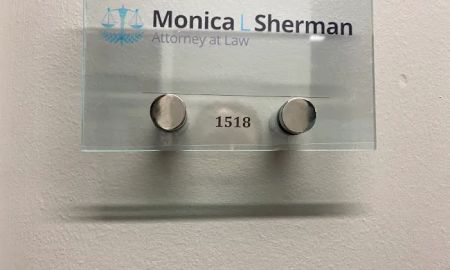 Monica L Sherman
Attorney at Law
1518